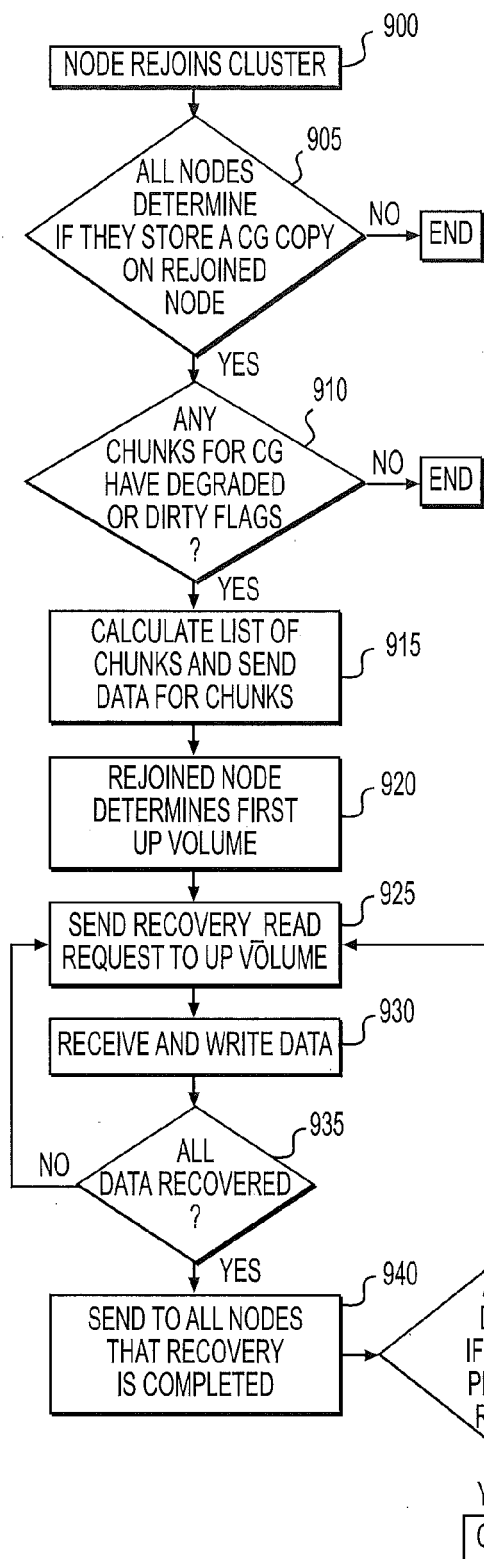 900
NODE REJOINS CLUSTER
905
ALL NODES
DETERMINE
IF THEY STORE A CG COPY
ON REJOINED
NODE
NO
END
YES
910
ANY
CHUNKS FOR CG
HAVE DEGRADED
OR DIRTY FLAGS
?
NO
END
YES
CALCULATE LIST OF
CHUNKS AND SEND
DATA FOR CHUNKS
915
REJOINED NODE
DETERMINES FIRST
UP VOLUME
920
925
SEND RECOVERY_READ
REQUEST TO UP VOLUME
930
RECEIVE AND WRITE DATA
935
ALL
DATA RECOVERED
?
NO
YES
940
SEND TO ALL NODES
THAT RECOVERY
IS COMPLETED
IF